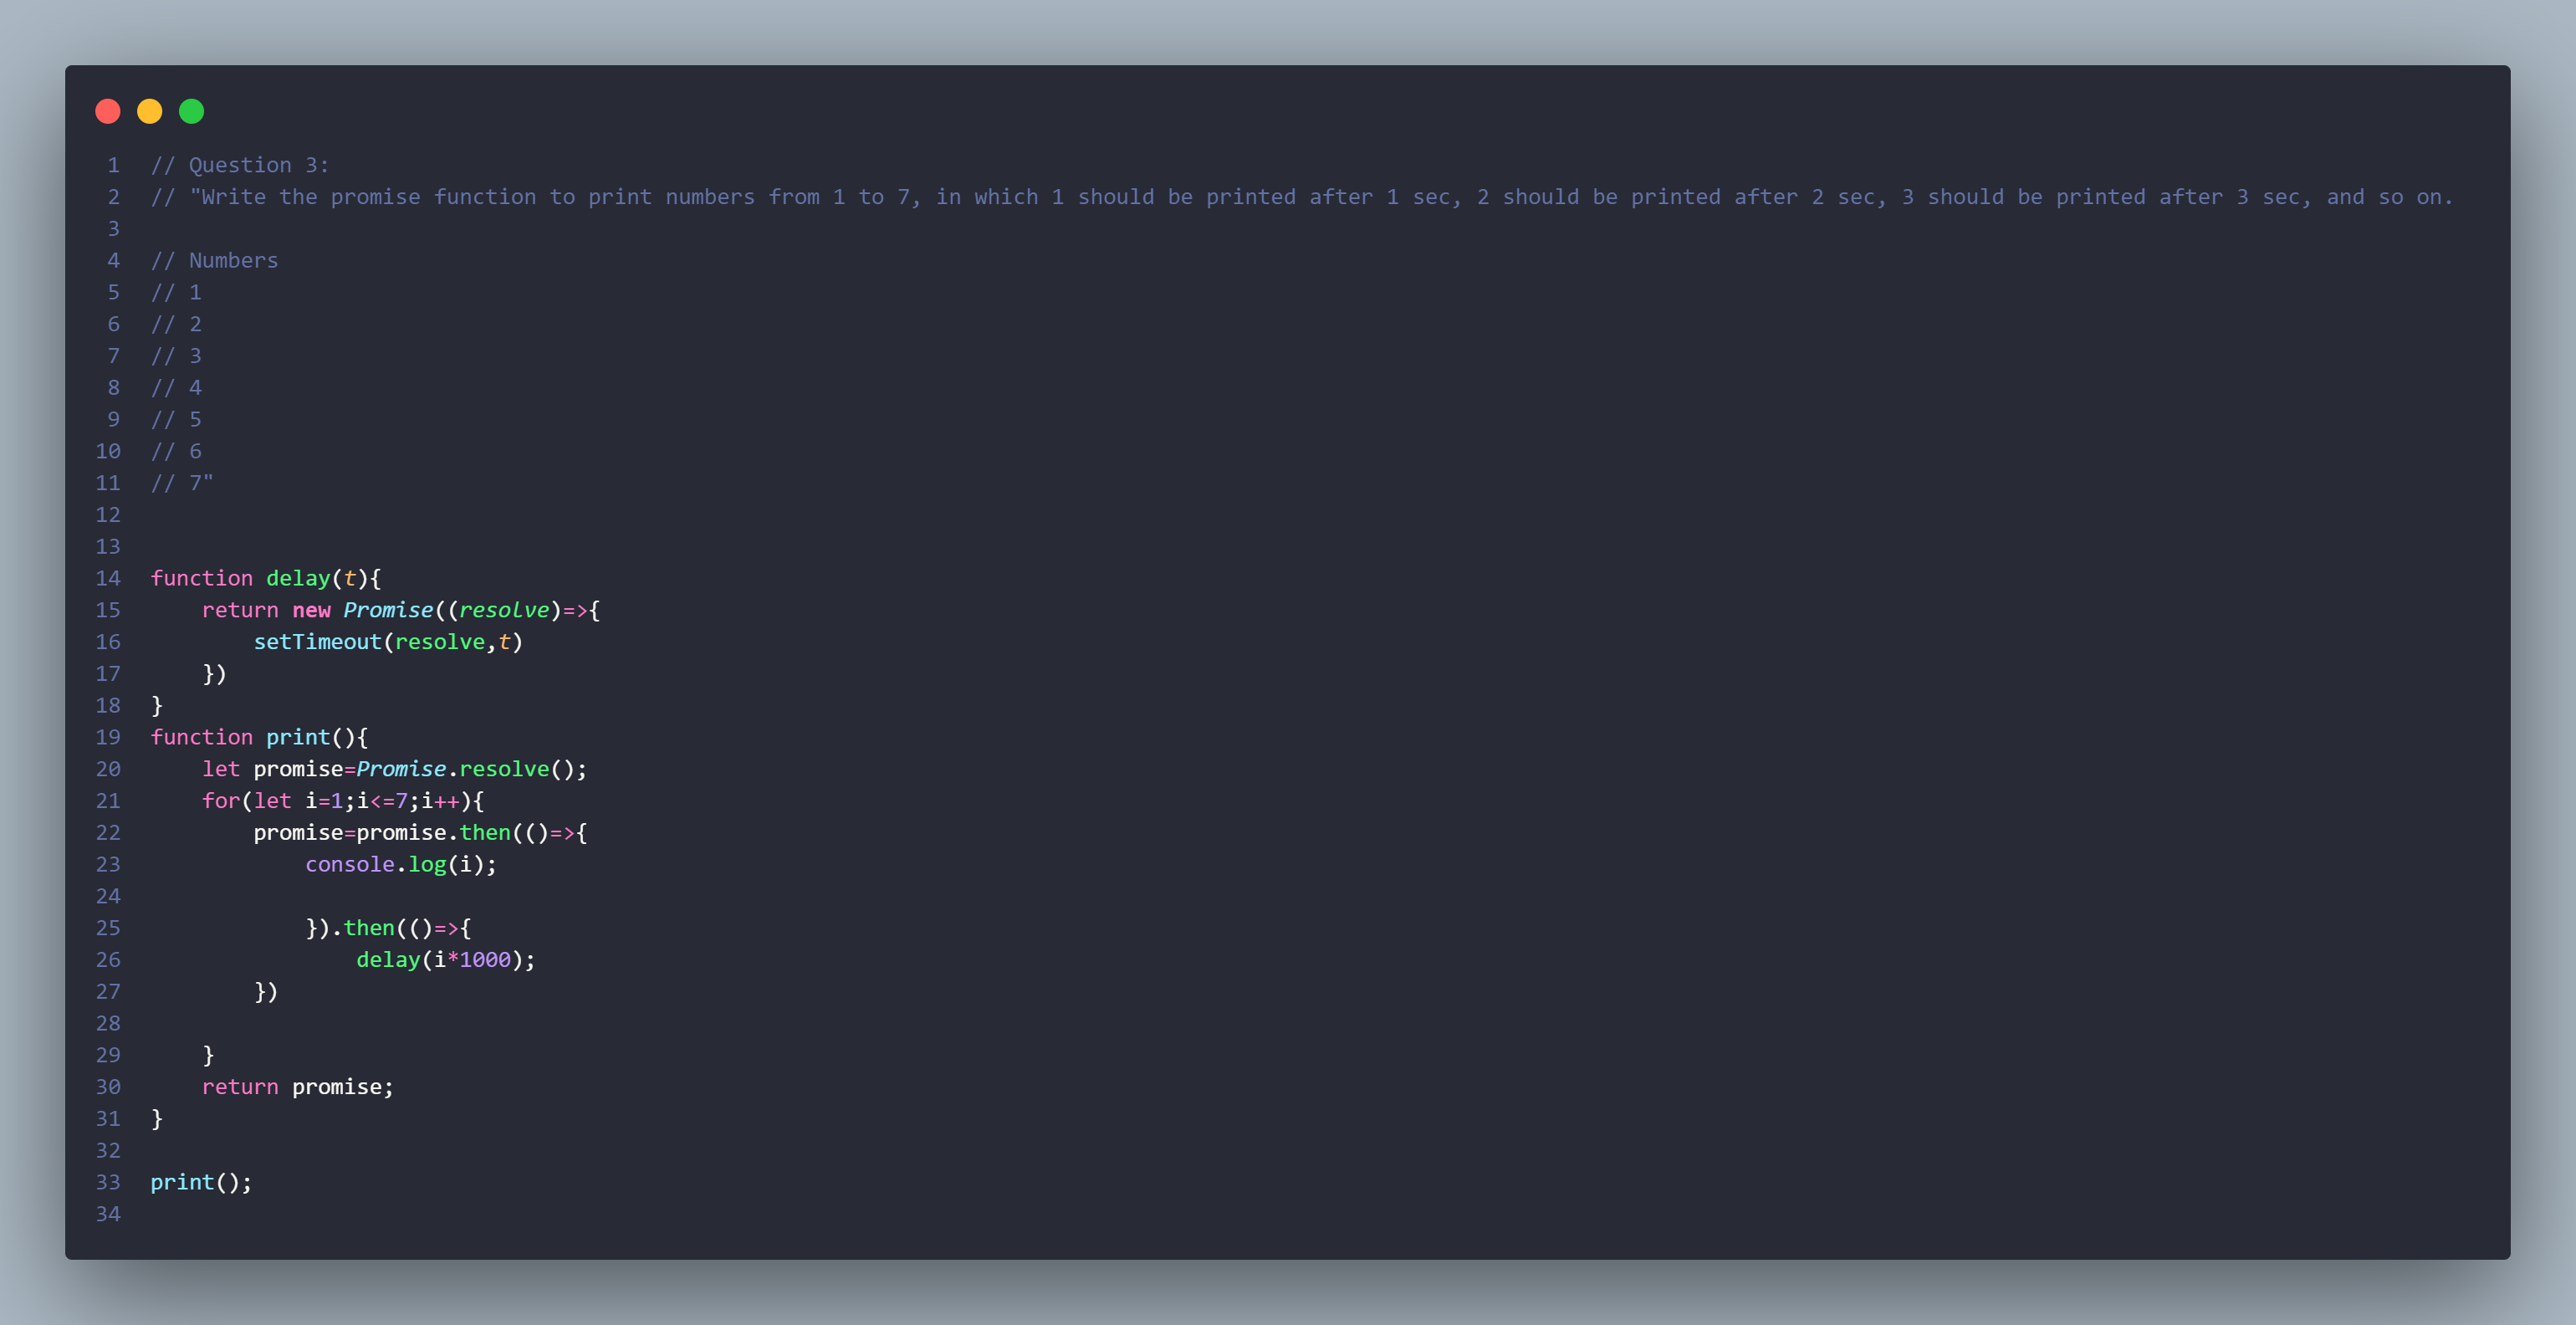 1 // Question 3:
2 // "Write the promise function to print numbers from 1 to 7, in which 1 should be printed after 1 sec, 2 should be printed after 2 sec, 3 should be printed after 3 sec, and so on.
3
4 // Numbers
5 // 1
6 // 2
7 // 3
8 // 4
9 // 5
10 // 6
11 // 7"
12
13
14 function delay(t){
15     return new Promise((resolve)=>{
16         setTimeout(resolve,t)
17     })
18 }
19 function print(){
20     let promise=Promise.resolve();
21     for(let i=1;i<=7;i++){
22         promise=promise.then(()=>{
23             console.log(i);
24
25             }).then(()=>{
26                 delay(i*1000);
27         })
28
29     }
30     return promise;
31 }
32
33 print();
34